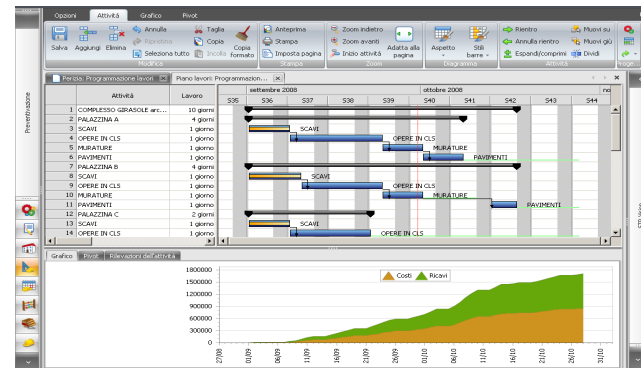 Opzioni Attività Grafico Pivot
Salva Aggiungi Elimina Annulla Ripristina Seleziona tutto Taglia Copia Incolla Copia formato
Anteprima Stampa Imposta pagina Zoom indietro Zoom avanti Inizio attività Adatta alla pagina
Aspetto Stili barre Rientro Annulla rientro Espandi/comprimi Muovi su Muovi giù Dividi
Modifica Stampa Zoom Diagramma Attività Proge...
Perizia: Programmazione lavori Piano lavori: Programmazion...
Preventivazione
Attività Lavoro settembre 2008 ottobre 2008 no
S35 S36 S37 S38 S39 S40 S41 S42 S43 S44
1 COMPLESSO GIRASOLE arc... 10 giorni
2 PALAZZINA A 4 giorni
3 SCAVI 1 giorno SCAVI
4 OPERE IN CLS 1 giorno OPERE IN CLS
5 MURATURE 1 giorno MURATURE
6 PAVIMENTI 1 giorno PAVIMENTI
7 PALAZZINA B 4 giorni
8 SCAVI 1 giorno SCAVI
9 OPERE IN CLS 1 giorno OPERE IN CLS
10 MURATURE 1 giorno MURATURE
11 PAVIMENTI 1 giorno PAVIMENTI
12 PALAZZINA C 2 giorni
13 SCAVI 1 giorno SCAVI
14 OPERE IN CLS 1 giorno OPERE IN CLS
Grafico Pivot Rilevazioni dell'attività
Costi Ricavi
1800000
1500000
1200000
900000
600000
300000
0
27/08 01/09 06/09 11/09 16/09 21/09 26/09 01/10 06/10 11/10 16/10 21/10 26/10 31/10